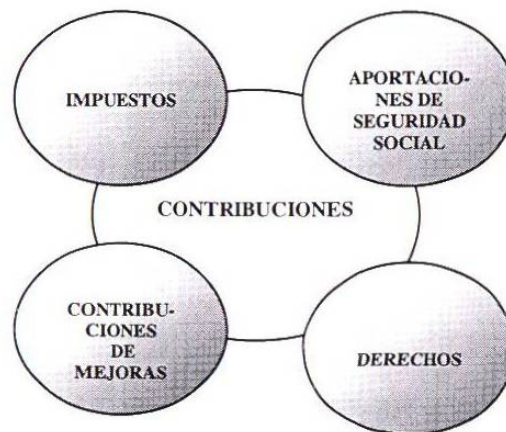 IMPUESTOS
APORTACIO-
NES DE
SEGURIDAD
SOCIAL
CONTRIBUCIONES
CONTRIBU-
CIONES
DE
MEJORAS
DERECHOS